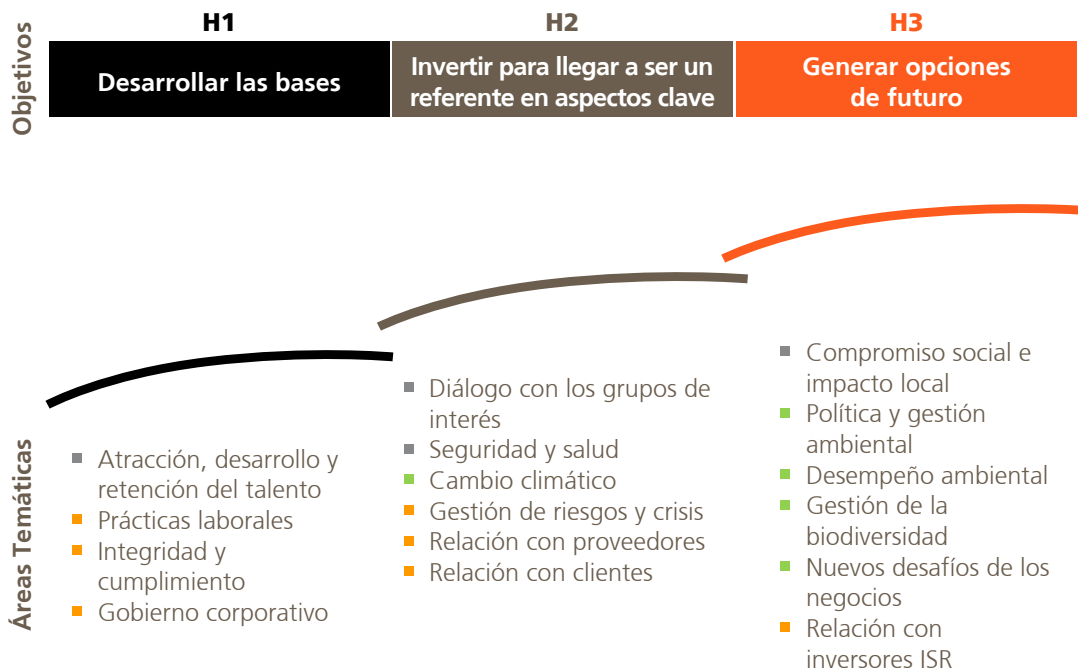 Objetivos
H1
Desarrollar las bases
H2
Invertir para llegar a ser un
referente en aspectos clave
H3
Generar opciones
de futuro
Áreas Temáticas
Atracción, desarrollo y
retención del talento
Prácticas laborales
Integridad y
cumplimiento
Gobierno corporativo
Diálogo con los grupos de
interés
Seguridad y salud
Cambio climático
Gestión de riesgos y crisis
Relación con proveedores
Relación con clientes
Compromiso social e
impacto local
Política y gestión
ambiental
Desempeño ambiental
Gestión de la
biodiversidad
Nuevos desafíos de los
negocios
Relación con
inversores ISR